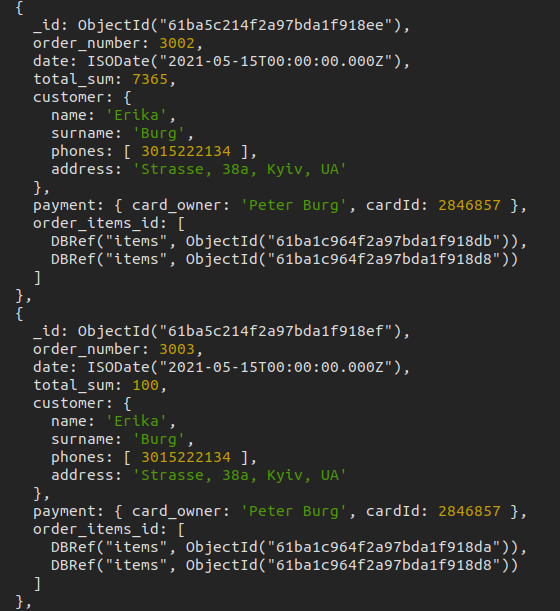 {
_id: ObjectId("61ba5c214f2a97bda1f918ee"),
order_number: 3002,
date: ISODate("2021-05-15T00:00:00.000Z"),
total_sum: 7365,
customer: {
name: 'Erika',
surname: 'Burg',
phones: [ 3015222134 ],
address: 'Strasse, 38a, Kyiv, UA'
},
payment: { card_owner: 'Peter Burg', cardId: 2846857 },
order_items_id: [
DBRef("items", ObjectId("61ba1c964f2a97bda1f918db")),
DBRef("items", ObjectId("61ba1c964f2a97bda1f918d8"))
]
},
{
_id: ObjectId("61ba5c214f2a97bda1f918ef"),
order_number: 3003,
date: ISODate("2021-05-15T00:00:00.000Z"),
total_sum: 100,
customer: {
name: 'Erika',
surname: 'Burg',
phones: [ 3015222134 ],
address: 'Strasse, 38a, Kyiv, UA'
},
payment: { card_owner: 'Peter Burg', cardId: 2846857 },
order_items_id: [
DBRef("items", ObjectId("61ba1c964f2a97bda1f918da")),
DBRef("items", ObjectId("61ba1c964f2a97bda1f918d8"))
]
},